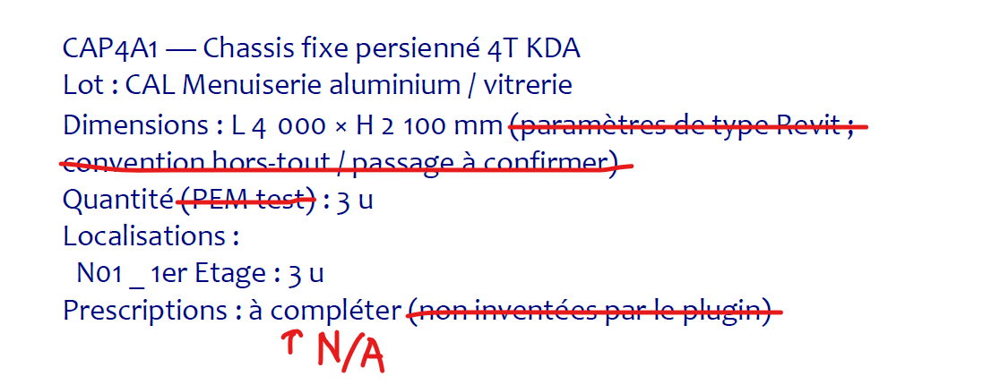 CAP4A1 — Chassis fixe persienné 4T KDA
Lot : CAL Menuiserie aluminium / vitrerie
Dimensions : L 4 000 × H 2 100 mm (paramètres de type Revit ;
convention hors-tout / passage à confirmer)
Quantité (PEM test) : 3 u
Localisations :
N01 _ 1er Etage : 3 u
Prescriptions : à compléter (non inventées par le plugin)
↑ N/A